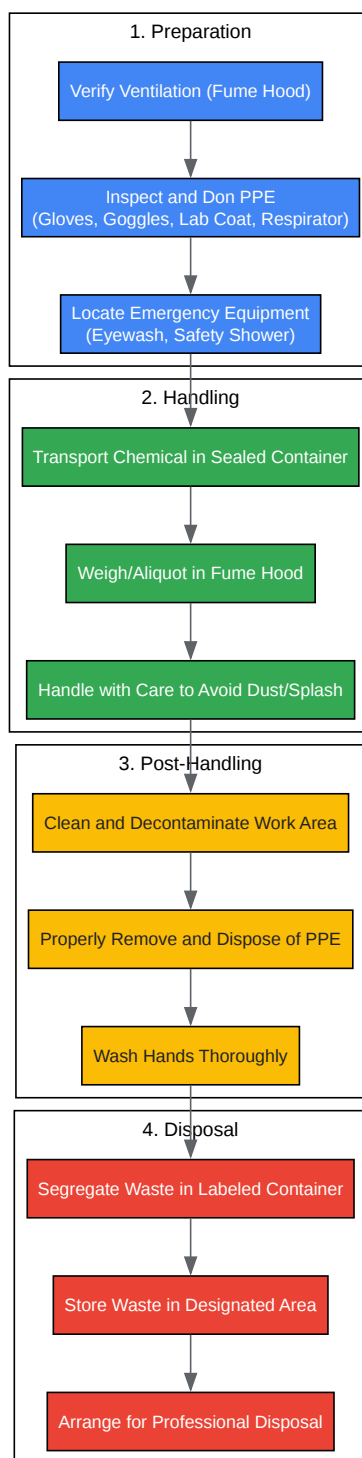 1. Preparation
Verify Ventilation (Fume Hood)
Inspect and Don PPE
(Gloves, Goggles, Lab Coat, Respirator)
Locate Emergency Equipment
(Eyewash, Safety Shower)
2. Handling
Transport Chemical in Sealed Container
Weigh/Aliquot in Fume Hood
Handle with Care to Avoid Dust/Splash
3. Post-Handling
Clean and Decontaminate Work Area
Properly Remove and Dispose of PPE
Wash Hands Thoroughly
4. Disposal
Segregate Waste in Labeled Container
Store Waste in Designated Area
Arrange for Professional Disposal